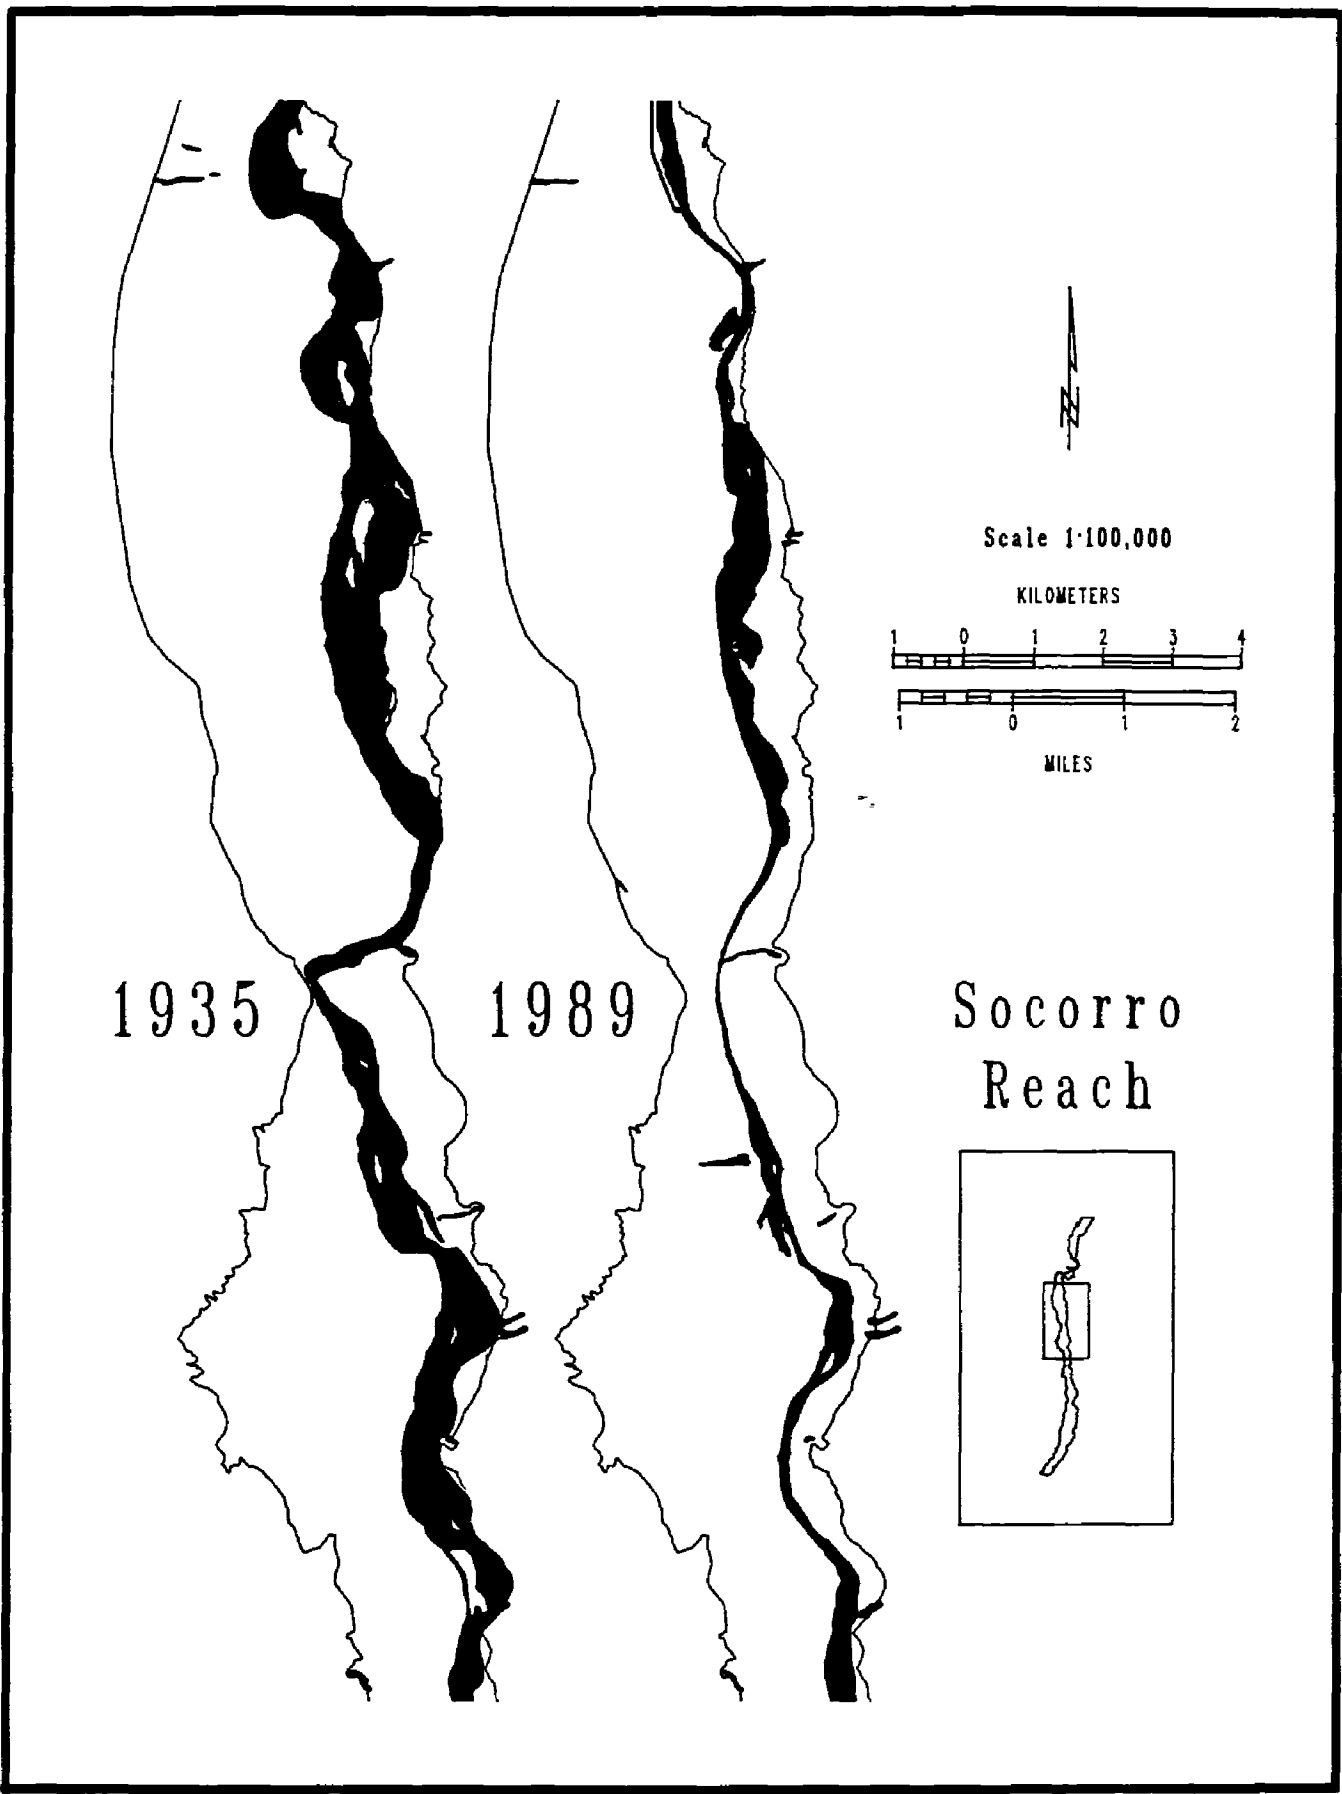 Scale 1:100,000
KILOMETERS
1 0 1 2 3 4
1 0 1 2
MILES
1935
1989
Socorro
Reach
N